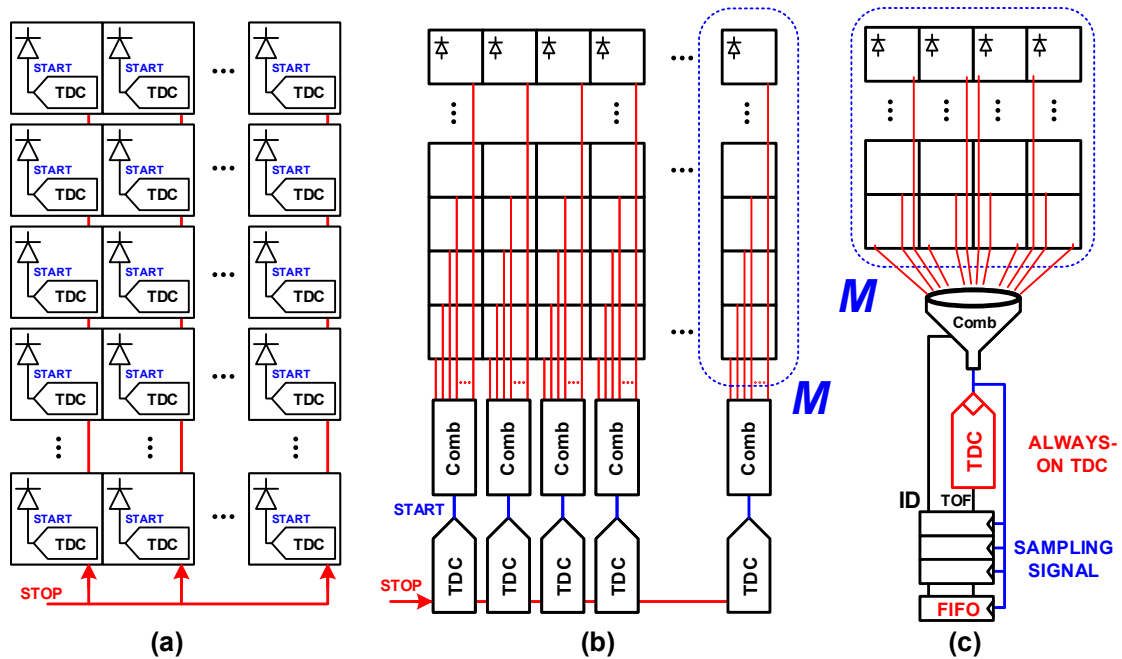 START
TDC
START
TDC
...
START
TDC
START
TDC
START
TDC
...
START
TDC
START
TDC
START
TDC
...
START
TDC
START
TDC
START
TDC
...
START
TDC
START
TDC
START
TDC
...
START
TDC
STOP
(a)
M
Comb
Comb
Comb
Comb
Comb
START
TDC
TDC
TDC
TDC
TDC
STOP
(b)
M
Comb
TDC
ALWAYS-
ON TDC
ID
TOF
SAMPLING
SIGNAL
FIFO
(c)